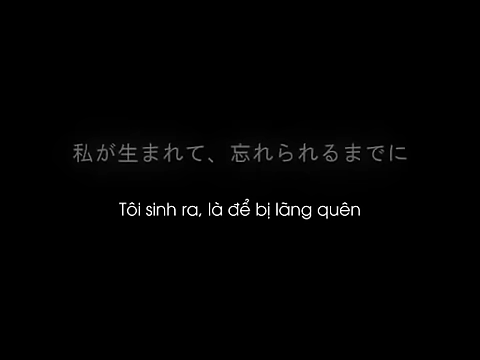 私が生まれて、忘れられるまでに
Tôi sinh ra, là để bị lãng quên